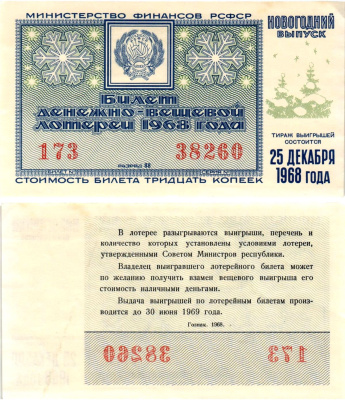 МИНИСТЕРСТВО ФИНАНСОВ РСФСР
НОВОГОДНИЙ
ВЫПУСК
Билет
денежно-вещевой
лотереи 1968 года
173 38260
РАЗРЯД 88
СТОИМОСТЬ БИЛЕТА ТРИДЦАТЬ КОПЕЕК
ТИРАЖ ВЫИГРЫШЕЙ
СОСТОИТСЯ
25 ДЕКАБРЯ
1968 ГОДА
В лотерее разыгрываются выигрыши, перечень и
количество которых установлены условиями лотереи,
утвержденными Советом Министров республики.
Владелец выигравшего лотерейного билета может
по желанию получить взамен вещевого выигрыша его
стоимость наличными деньгами.
Выдача выигрышей по лотерейным билетам произ-
водится до 30 июня 1969 года.
Гознак. 1968.
38260 173